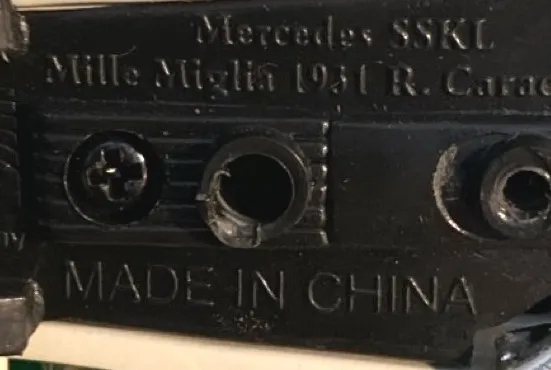 Mercedes SSKL
Mille Miglia 1931 R. Carac
MADE IN CHINA